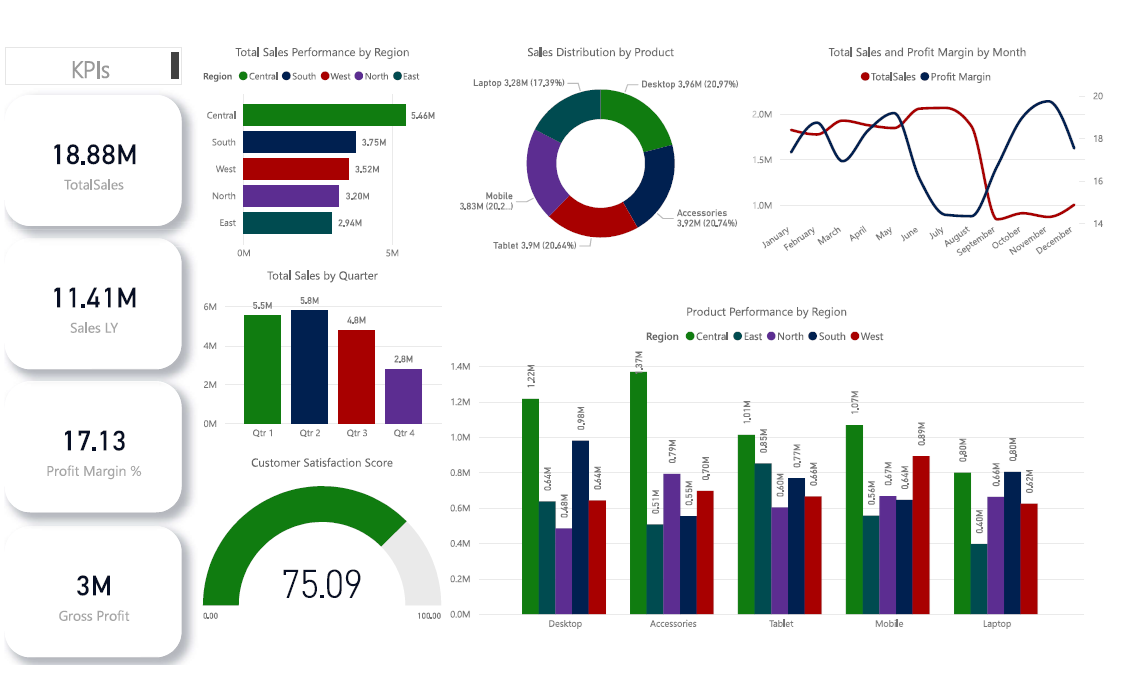 KPIs
18.88M
TotalSales
11.41M
Sales LY
17.13
Profit Margin %
3M
Gross Profit
Total Sales Performance by Region
Region Central South West North East
Central 5.46M
South 3.75M
West 3.52M
North 3.20M
East 2.94M
0M 5M
Sales Distribution by Product
Laptop 3.28M (17.39%)
Desktop 3.96M (20.97%)
Mobile
3.83M (20.2...)
Accessories
3.92M (20.74%)
Tablet 3.9M (20.64%)
Total Sales and Profit Margin by Month
TotalSales Profit Margin
2.0M
1.5M
1.0M
20
18
16
14
January February March April May June July August September October November December
Total Sales by Quarter
6M
4M
2M
0M
5.5M 5.8M 4.8M 2.8M
Qtr 1 Qtr 2 Qtr 3 Qtr 4
Customer Satisfaction Score
75.09
0.00 100.00
Product Performance by Region
Region Central East North South West
1.4M
1.2M
1.0M
0.8M
0.6M
0.4M
0.2M
0.0M
1.22M 0.64M 0.48M 0.98M 0.64M
.37M 0.51M 0.79M 0.55M 0.70M
1.01M 0.85M 0.60M 0.77M 0.66M
1.07M 0.56M 0.67M 0.64M 0.89M
0.80M 0.40M 0.66M 0.80M 0.62M
Desktop Accessories Tablet Mobile Laptop